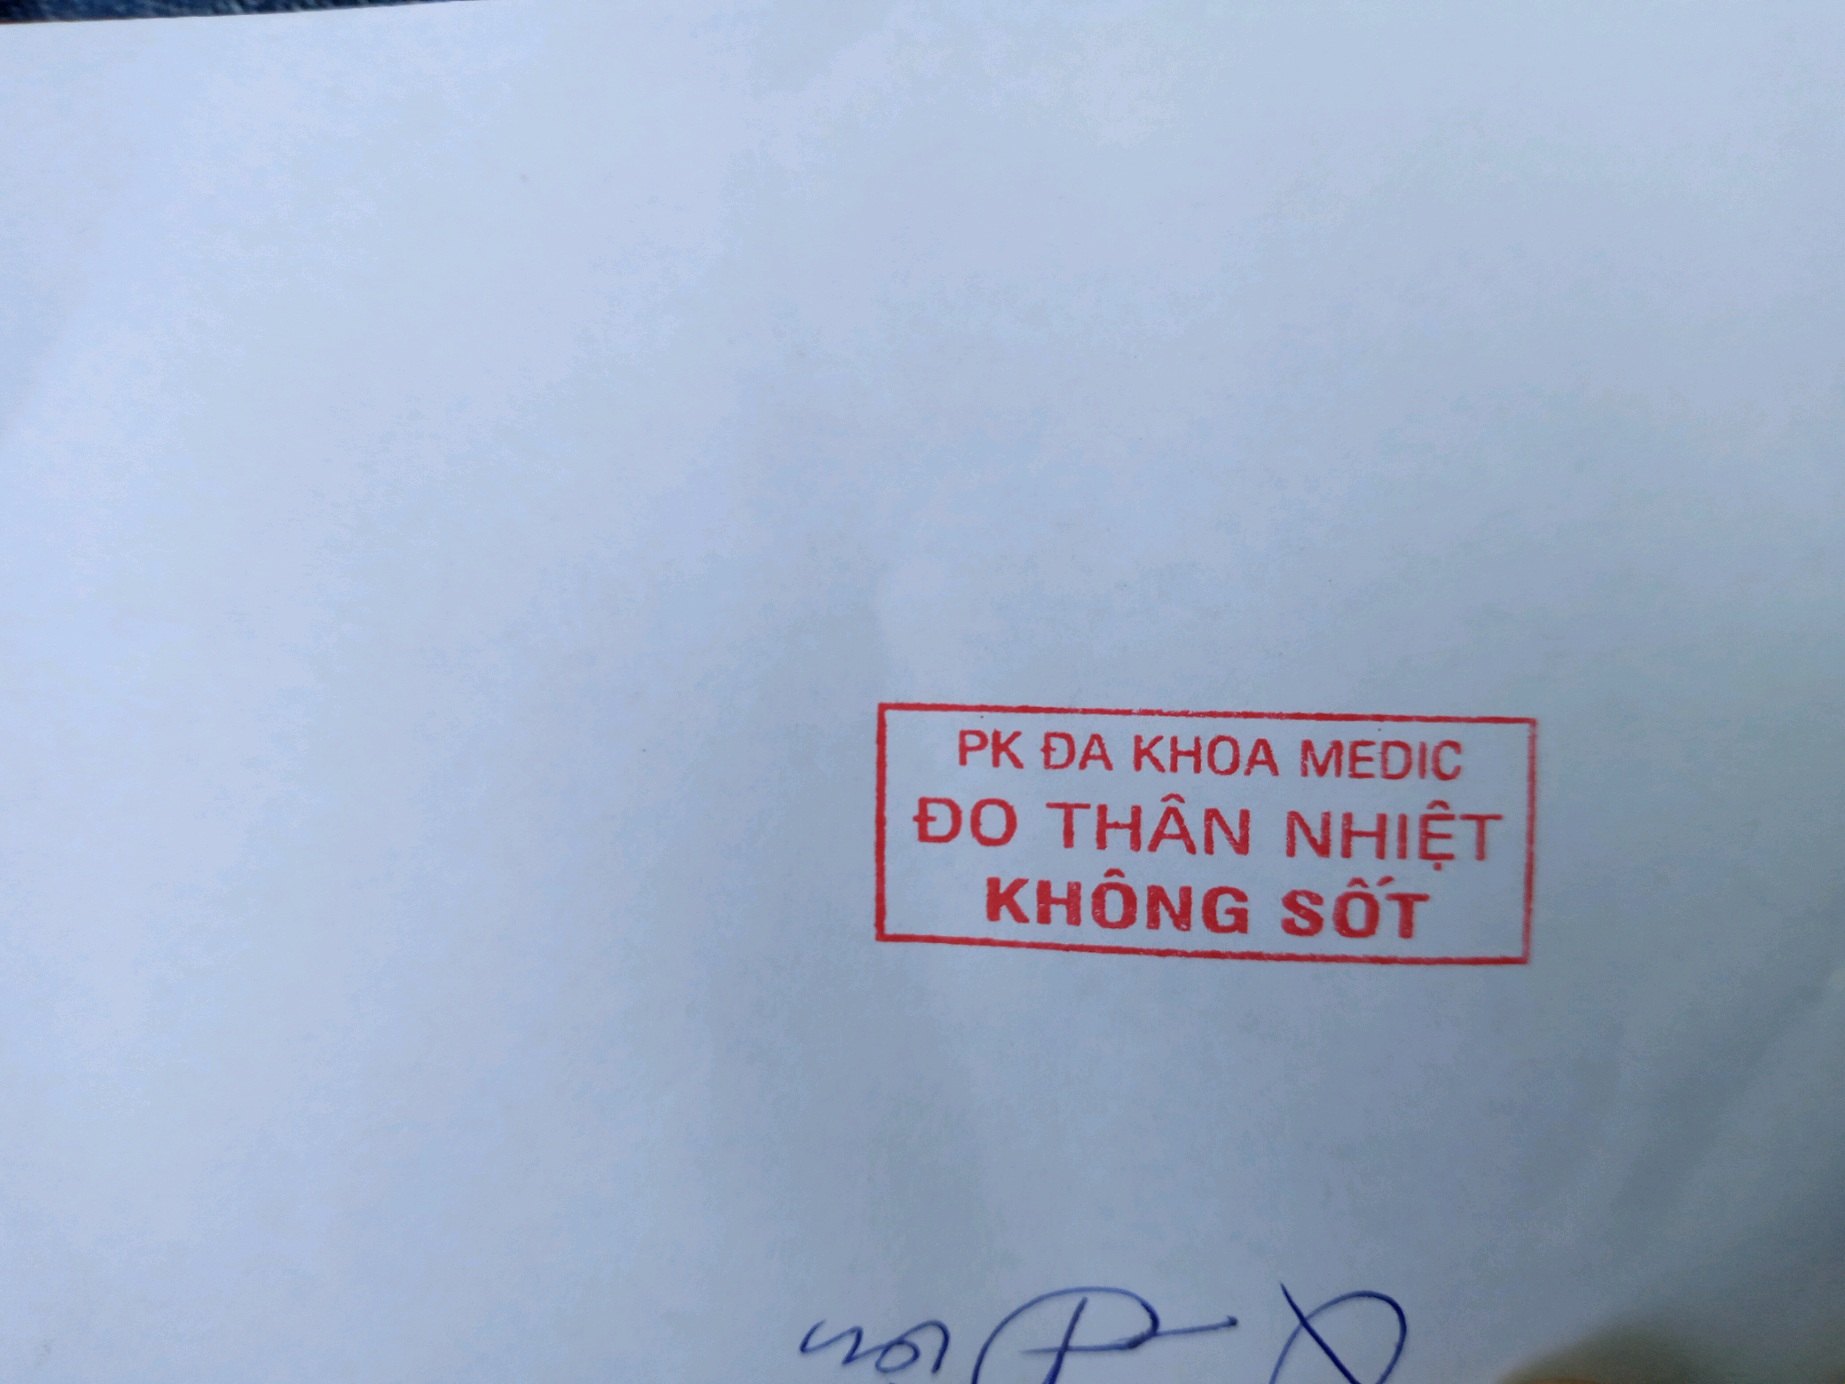 PK ĐA KHOA MEDIC
ĐO THÂN NHIỆT
KHÔNG SỐT